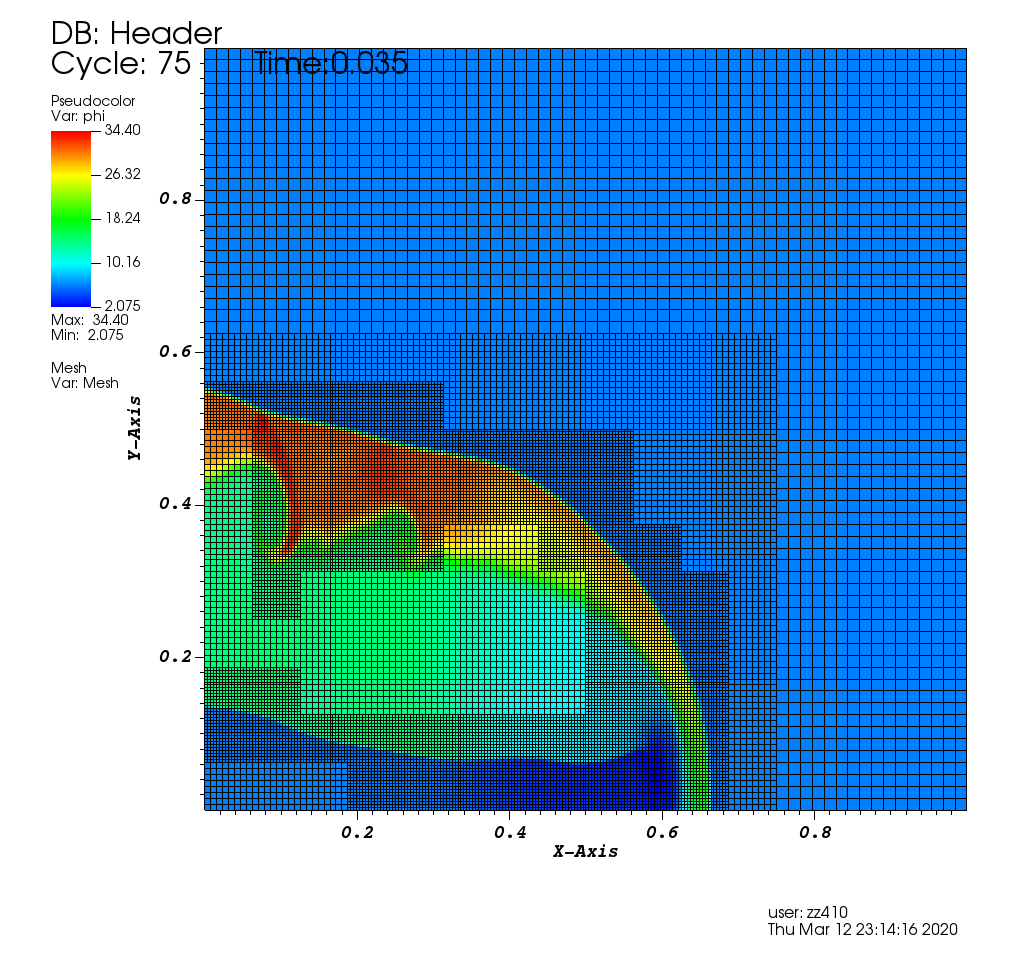 DB: Header
Cycle: 75 Time:0.035
Pseudocolor
Var: phi
34.40
26.32
18.24
10.16
2.075
Max: 34.40
Min: 2.075
Mesh
Var: Mesh
0.8
0.6
0.4
0.2
Y-Axis
0.2 0.4 0.6 0.8
X-Axis
user: zz410
Thu Mar 12 23:14:16 2020